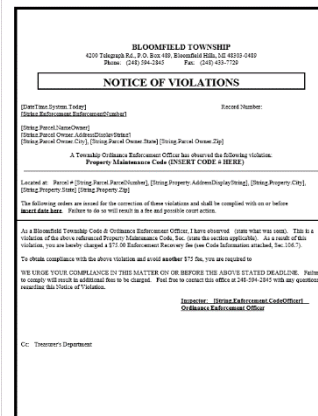 BLOOMFIELD TOWNSHIP
4200 Telegraph Rd., P.O. Box 489, Bloomfield Hills, MI 48303-0489
Phone: (248) 594-2845 Fax: (248) 433-7729
NOTICE OF VIOLATIONS
[DateTime.System.Today] Record Number:
[String.Enforcement.EnforcementNumber]
[String.Parcel.NameOwner]
[String.Parcel.Owner.AddressDisplayString]
[String.Parcel Owner.City], [String.Parcel Owner.State] [String.Parcel Owner.Zip]
A Township Ordinance Enforcement Officer has observed the following violation:
Property Maintenance Code (INSERT CODE # HERE)
Located at: Parcel # [String.Parcel.ParcelNumber], [String.Property.AddressDisplayString], [String.Property.City],
[String.Property.State] [String.Property.Zip]
The following orders are issued for the correction of these violations and shall be complied with on or before
insert date here. Failure to do so will result in a fee and possible court action.
As a Bloomfield Township Code & Ordinance Enforcement Officer, I have observed (state what was seen). This is a
violation of the above referenced Property Maintenance Code, Sec. (state the section applicable). As a result of this
violation, you are hereby charged a $75.00 Enforcement Recovery fee (see Code Information attached, Sec 106.7).
To obtain compliance with the above violation and avoid another $75 fee, you are required to
WE URGE YOUR COMPLIANCE IN THIS MATTER ON OR BEFORE THE ABOVE STATED DEADLINE. Failure
to comply will result in additional fees to be charged. Feel free to contact this office at 248-594-2845 with any questions
regarding this Notice of Violation.
Inspector: [String.Enforcement.CodeOfficer]
Ordinance Enforcement Officer
Cc: Treasurer's Department